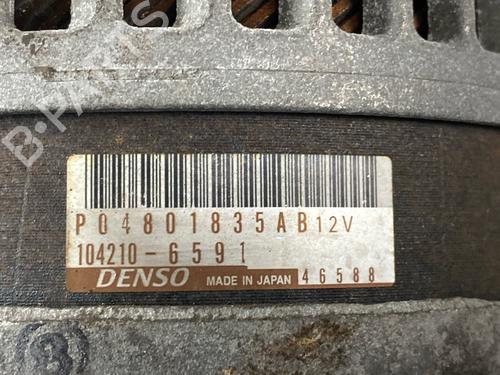 B-PARTS
P04801835AB 12V
104210-6591
DENSO MADE IN JAPAN 46588